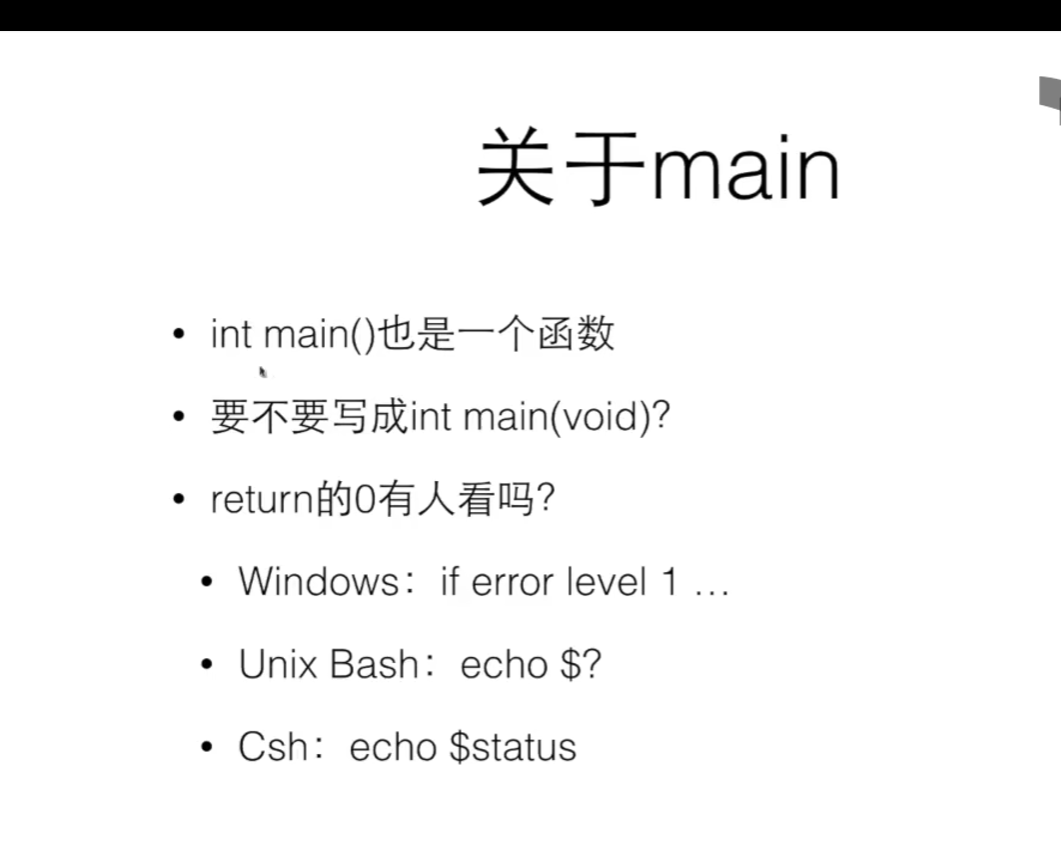 关于main
int main()也是一个函数
要不要写成int main(void)?
return的0有人看吗?
Windows：if error level 1 …
Unix Bash：echo $?
Csh：echo $status